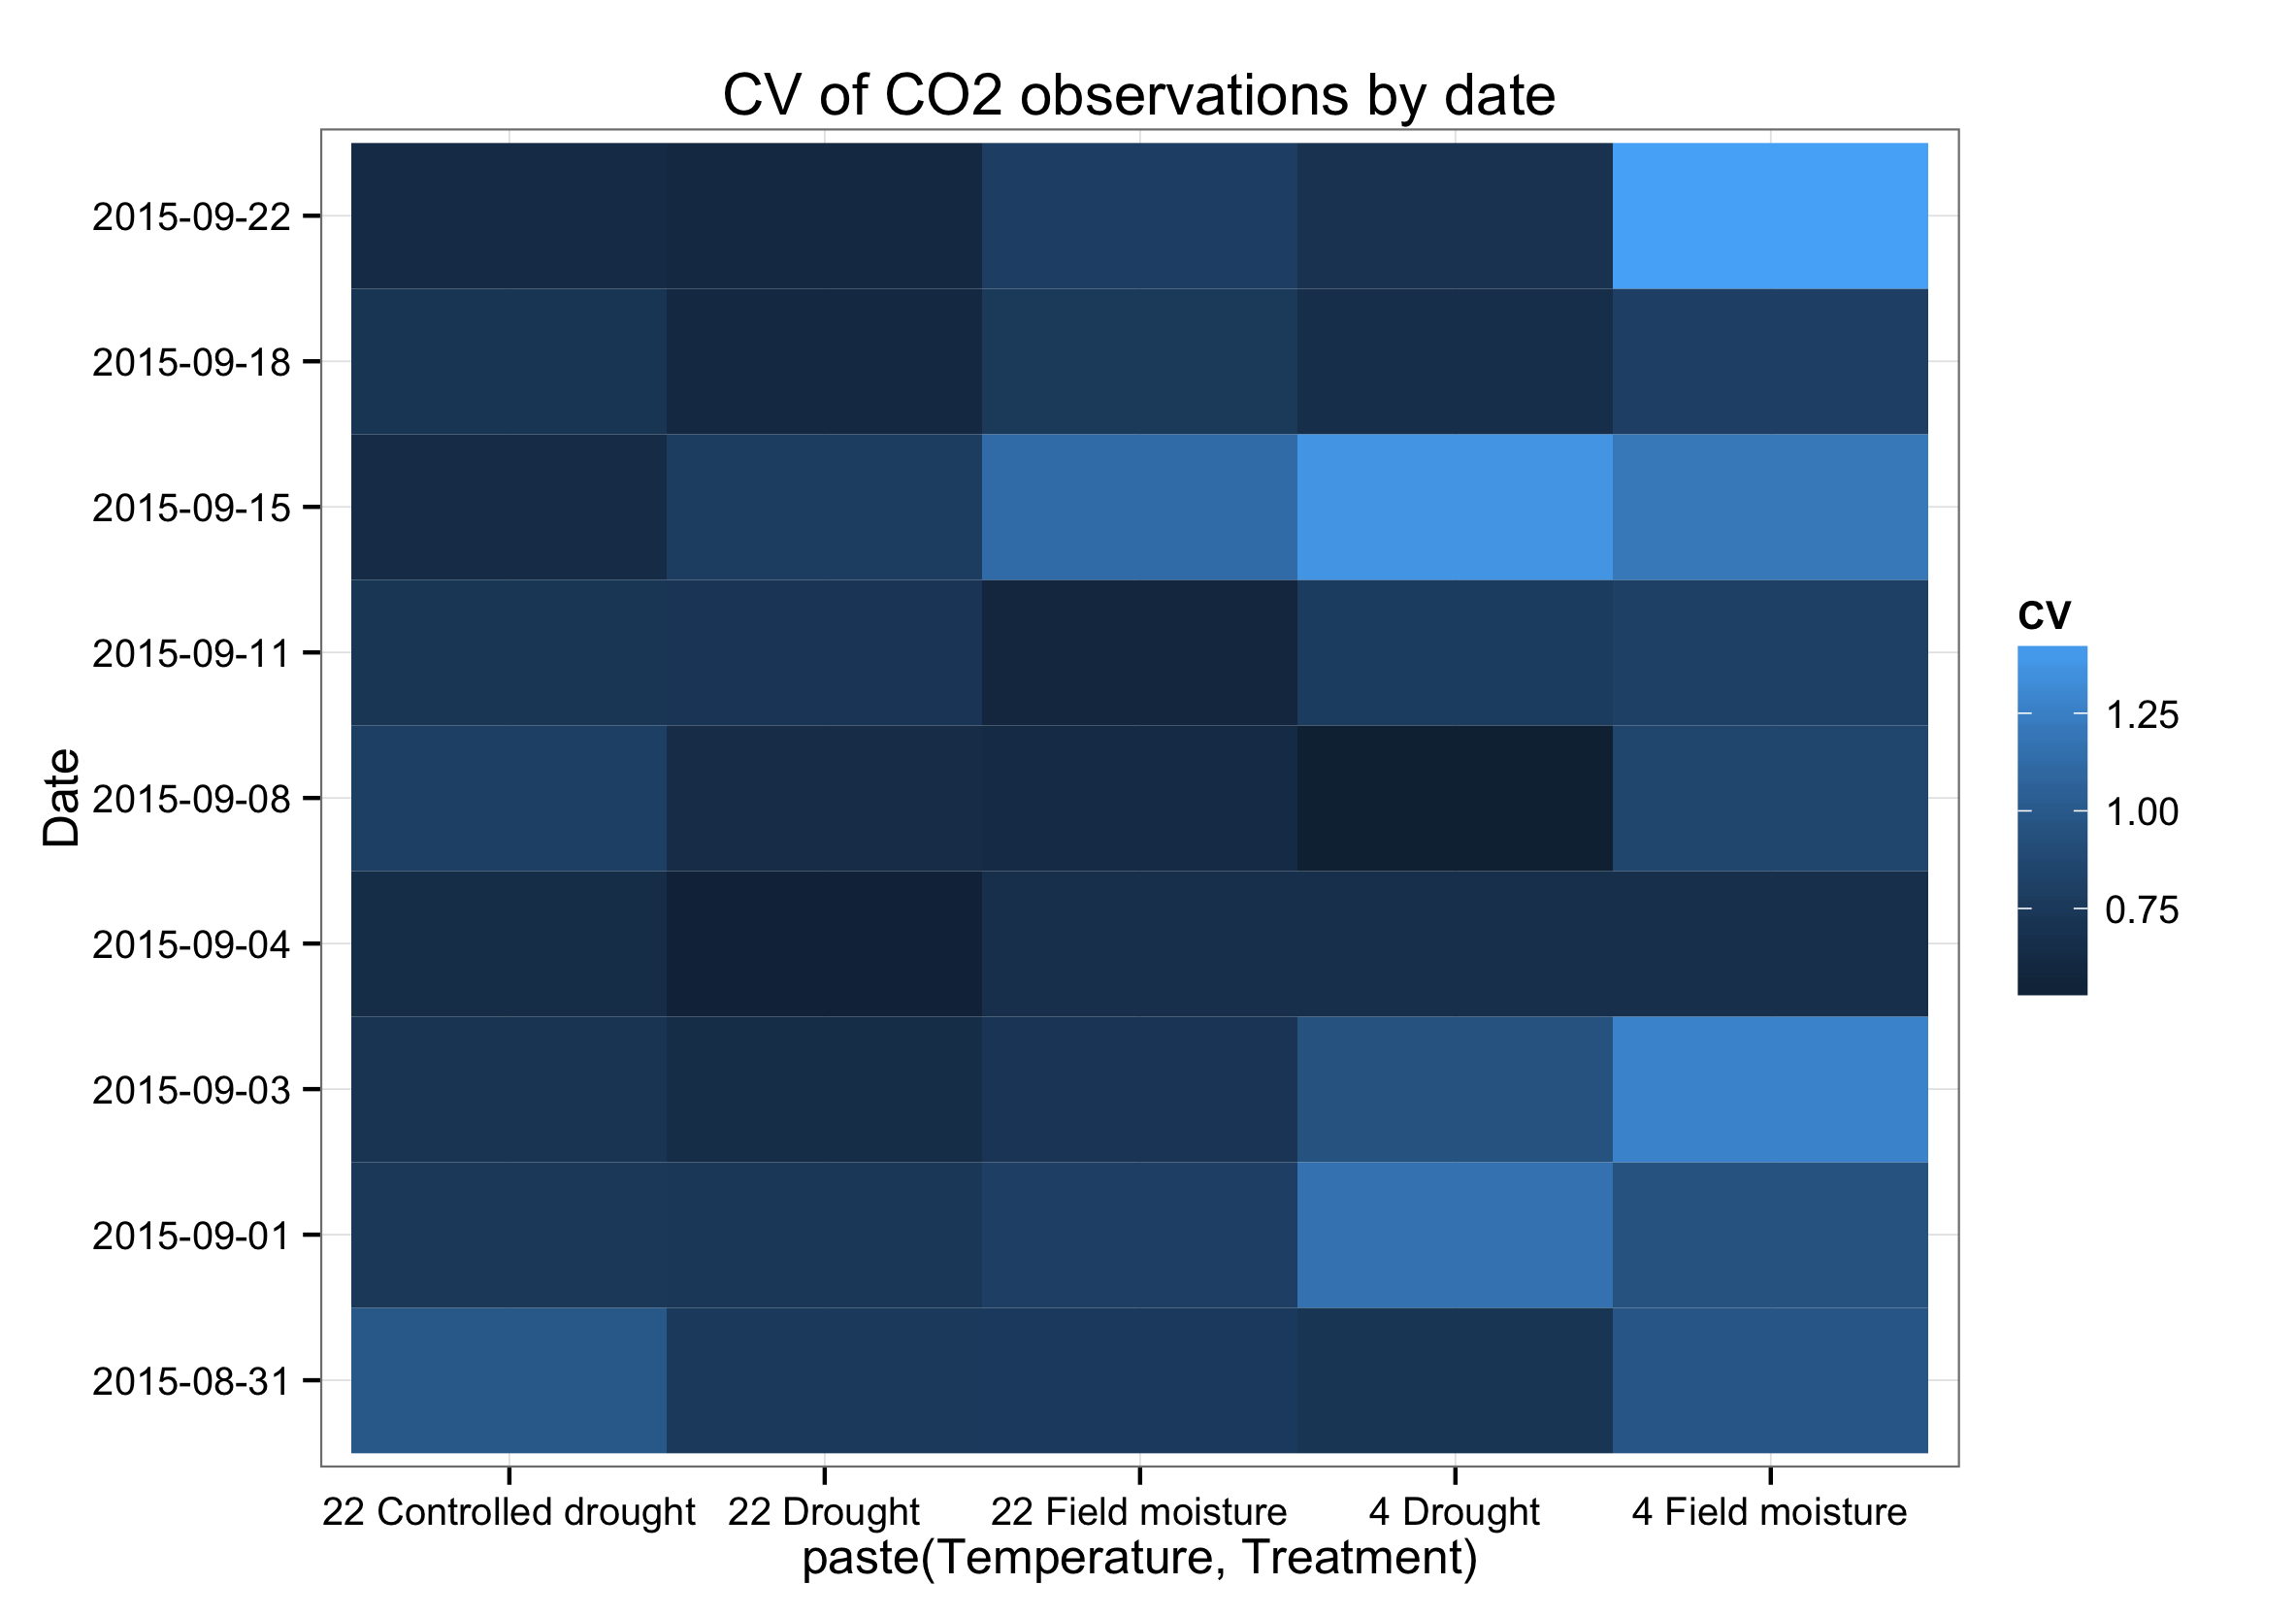 CV of CO2 observations by date
2015-09-22
2015-09-18
2015-09-15
2015-09-11
2015-09-08
2015-09-04
2015-09-03
2015-09-01
2015-08-31
Date
22 Controlled drought 22 Drought 22 Field moisture 4 Drought 4 Field moisture
paste(Temperature, Treatment)
cv
1.25
1.00
0.75